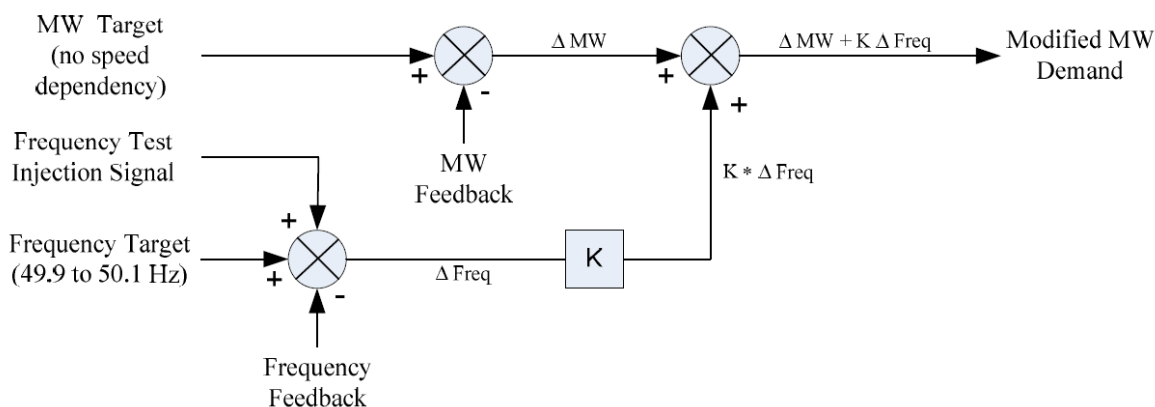 MW Target
(no speed
dependency)
+
-
Δ MW
+
+
Δ MW + K Δ Freq
Modified MW
Demand
MW
Feedback
K * Δ Freq
Frequency Test
Injection Signal
+
Frequency Target
(49.9 to 50.1 Hz)
+
-
Δ Freq
K
Frequency
Feedback